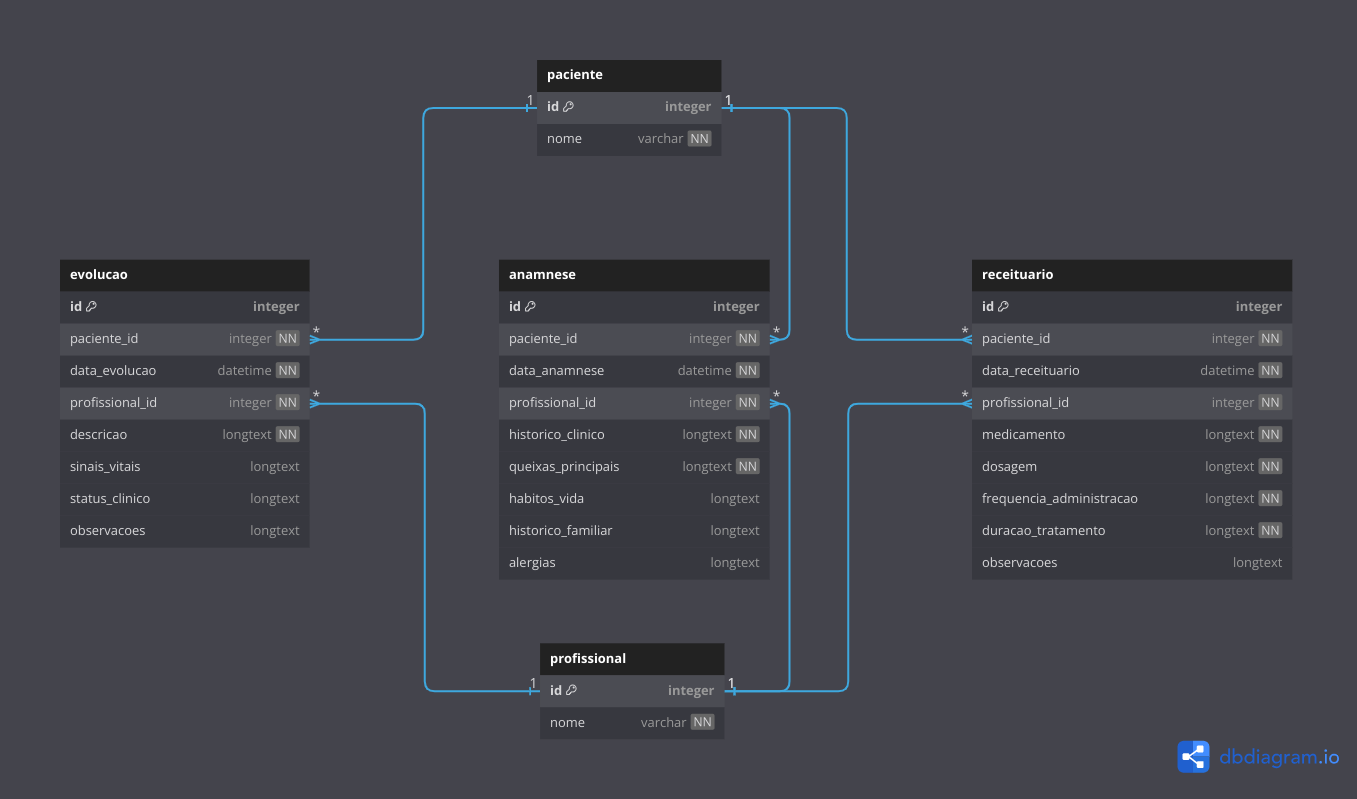 paciente
1 id integer 1
nome varchar NN
evolucao
id integer
paciente_id integer NN *
data_evolucao datetime NN
profissional_id integer NN *
descricao longtext NN
sinais_vitais longtext
status_clinico longtext
observacoes longtext
anamnese
id integer
paciente_id integer NN *
data_anamnese datetime NN
profissional_id integer NN *
historico_clinico longtext NN
queixas_principais longtext NN
habitos_vida longtext
historico_familiar longtext
alergias longtext
receituario
id integer
* paciente_id integer NN
data_receituario datetime NN
* profissional_id integer NN
medicamento longtext NN
dosagem longtext NN
frequencia_administracao longtext NN
duracao_tratamento longtext NN
observacoes longtext
profissional
1 id integer 1
nome varchar NN
dbdiagram.io